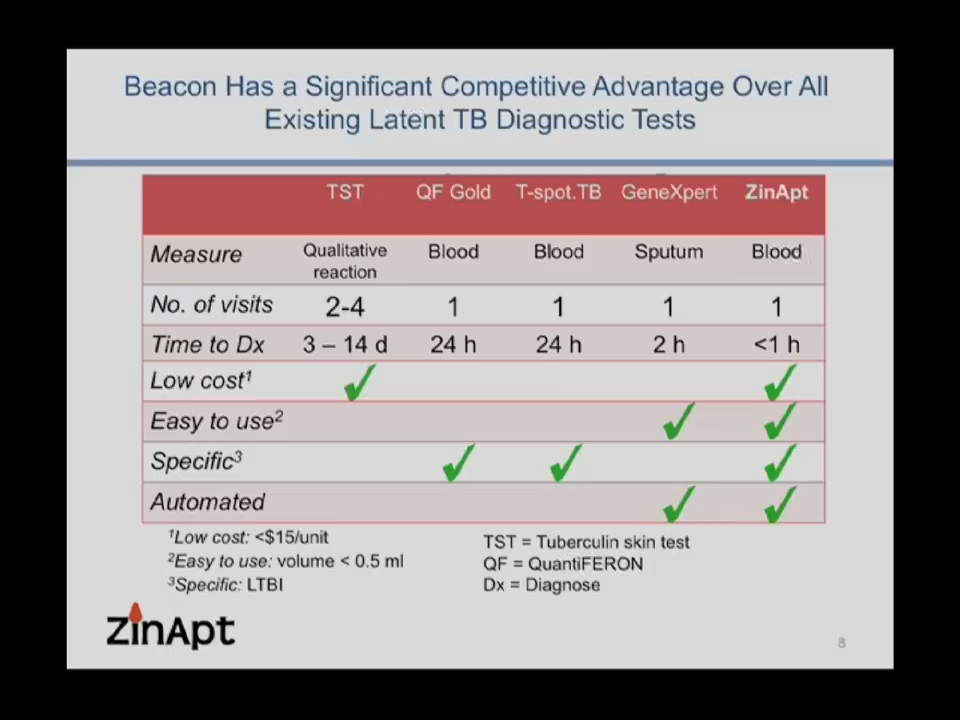 Beacon Has a Significant Competitive Advantage Over All
Existing Latent TB Diagnostic Tests
TST QF Gold T-spot.TB GeneXpert ZinApt
Measure Qualitative reaction Blood Blood Sputum Blood
No. of visits 2-4 1 1 1 1
Time to Dx 3 – 14 d 24 h 24 h 2 h <1 h
Low cost¹ ✓ ✓
Easy to use² ✓ ✓
Specific³ ✓ ✓ ✓
Automated ✓ ✓
¹Low cost: <$15/unit
²Easy to use: volume < 0.5 ml
³Specific: LTBI
TST = Tuberculin skin test
QF = QuantiFERON
Dx = Diagnose
ZinApt
8